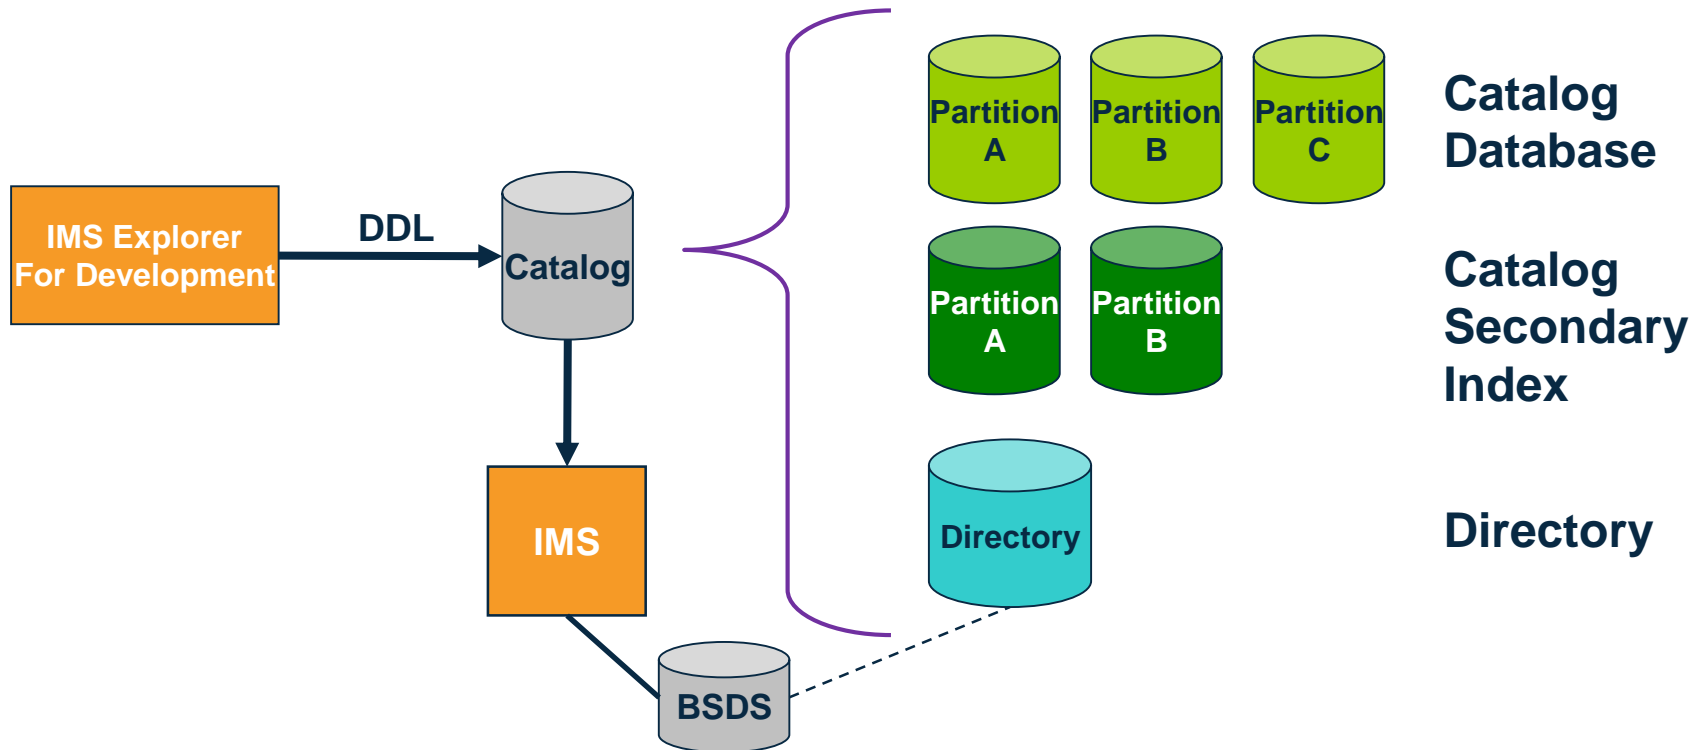 IMS Explorer
For Development
DDL
Catalog
IMS
BSDS
Partition
A
Partition
B
Partition
C
Catalog
Database
Partition
A
Partition
B
Catalog
Secondary
Index
Directory
Directory